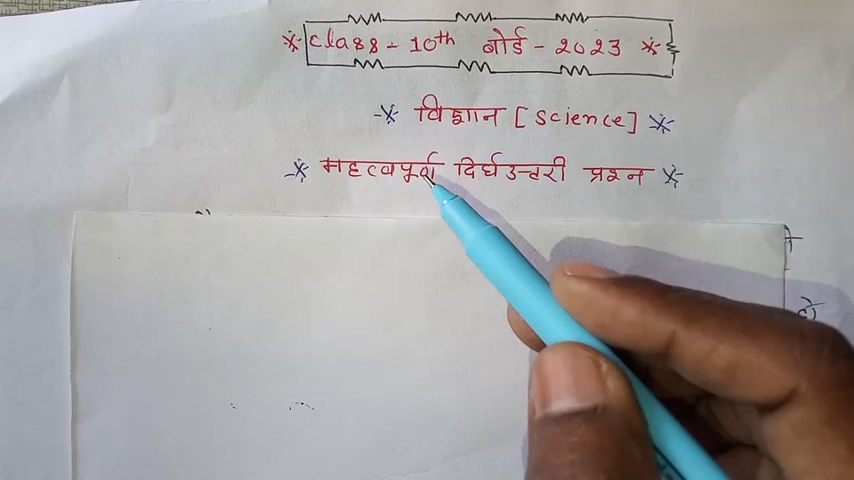 * Class - 10th बोर्ड - 2023 *
* विज्ञान [Science] *
* महत्वपूर्ण दिर्घउत्तरी प्रश्न *